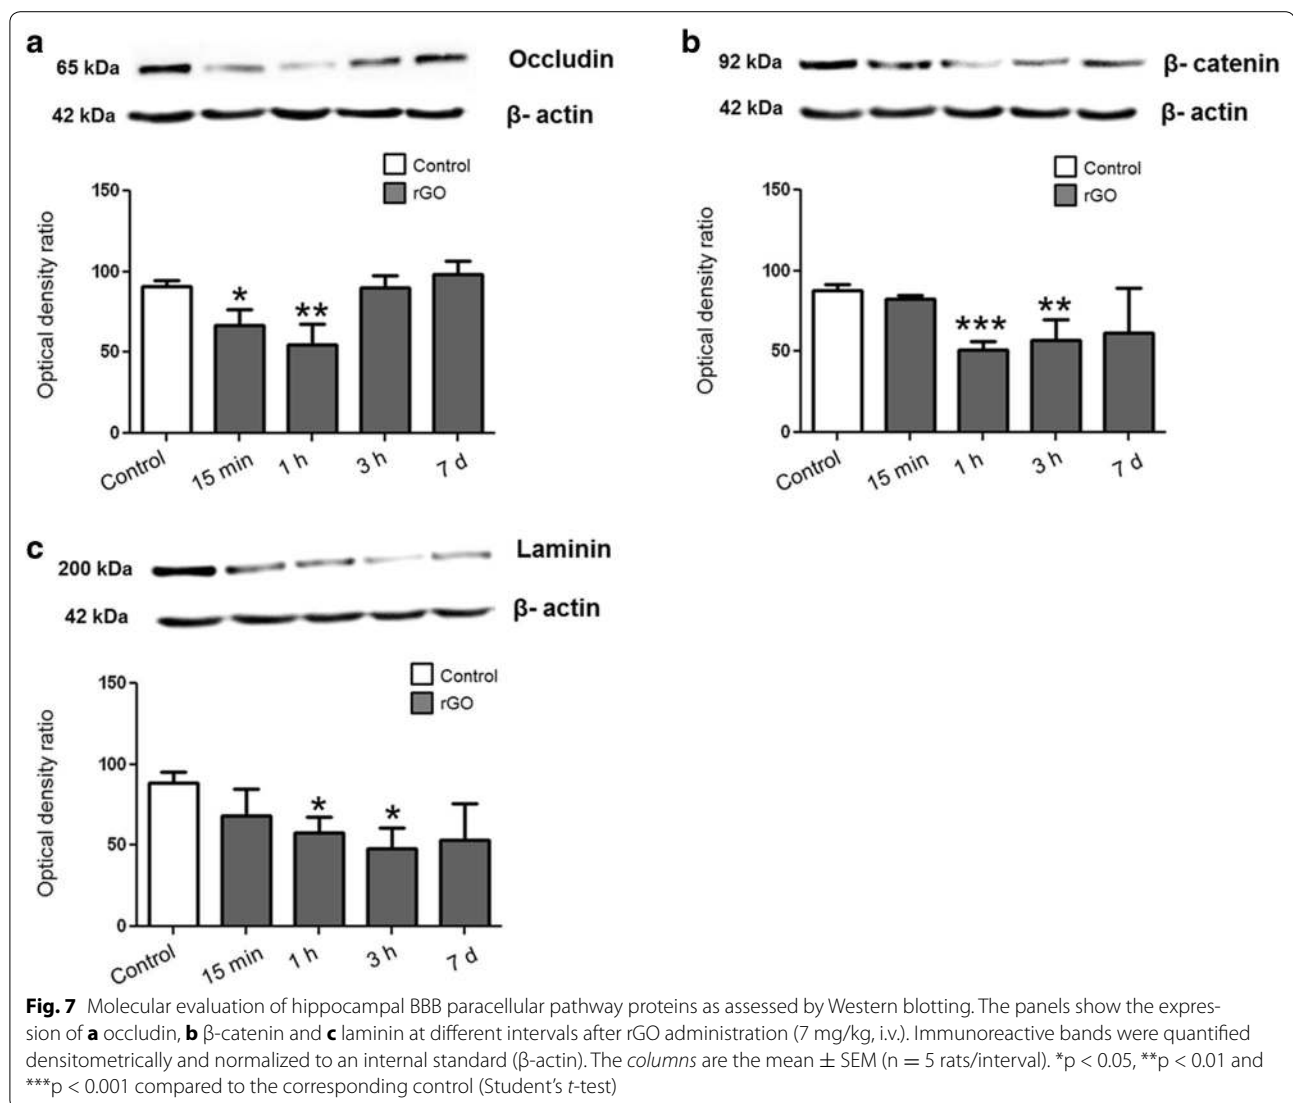 a
65 kDa
Occludin
42 kDa
β- actin
Control
rGO
Optical density ratio
150
100
50
0
*
**
Control
15 min
1 h
3 h
7 d
b
92 kDa
β- catenin
42 kDa
β- actin
Control
rGO
Optical density ratio
150
100
50
0
***
**
Control
15 min
1 h
3 h
7 d
c
200 kDa
Laminin
42 kDa
β- actin
Control
rGO
Optical density ratio
150
100
50
0
*
*
Control
15 min
1 h
3 h
7 d
Fig. 7 Molecular evaluation of hippocampal BBB paracellular pathway proteins as assessed by Western blotting. The panels show the expres-
sion of a occludin, b β-catenin and c laminin at different intervals after rGO administration (7 mg/kg, i.v.). Immunoreactive bands were quantified
densitometrically and normalized to an internal standard (β-actin). The columns are the mean ± SEM (n = 5 rats/interval). *p < 0.05, **p < 0.01 and
***p < 0.001 compared to the corresponding control (Student's t-test)